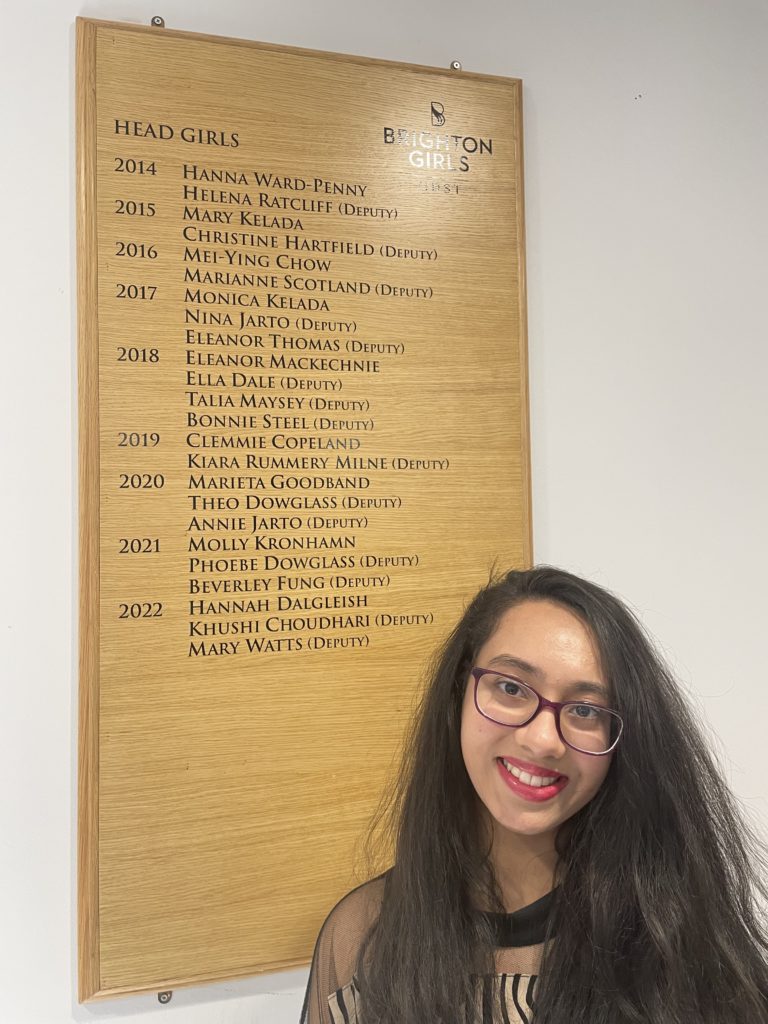 HEAD GIRLS
BRIGHTON
GIRLS
GDST
2014 HANNA WARD-PENNY
HELENA RATCLIFF (DEPUTY)
2015 MARY KELADA
CHRISTINE HARTFIELD (DEPUTY)
2016 MEI-YING CHOW
MARIANNE SCOTLAND (DEPUTY)
2017 MONICA KELADA
NINA JARTO (DEPUTY)
ELEANOR THOMAS (DEPUTY)
2018 ELEANOR MACKECHNIE
ELLA DALE (DEPUTY)
TALIA MAYSEY (DEPUTY)
BONNIE STEEL (DEPUTY)
2019 CLEMMIE COPELAND
KIARA RUMMERY MILNE (DEPUTY)
2020 MARIETA GOODBAND
THEO DOWGLASS (DEPUTY)
ANNIE JARTO (DEPUTY)
2021 MOLLY KRONHAMN
PHOEBE DOWGLASS (DEPUTY)
BEVERLEY FUNG (DEPUTY)
2022 HANNAH DALGLEISH
KHUSHI CHOUDHARI (DEPUTY)
MARY WATTS (DEPUTY)